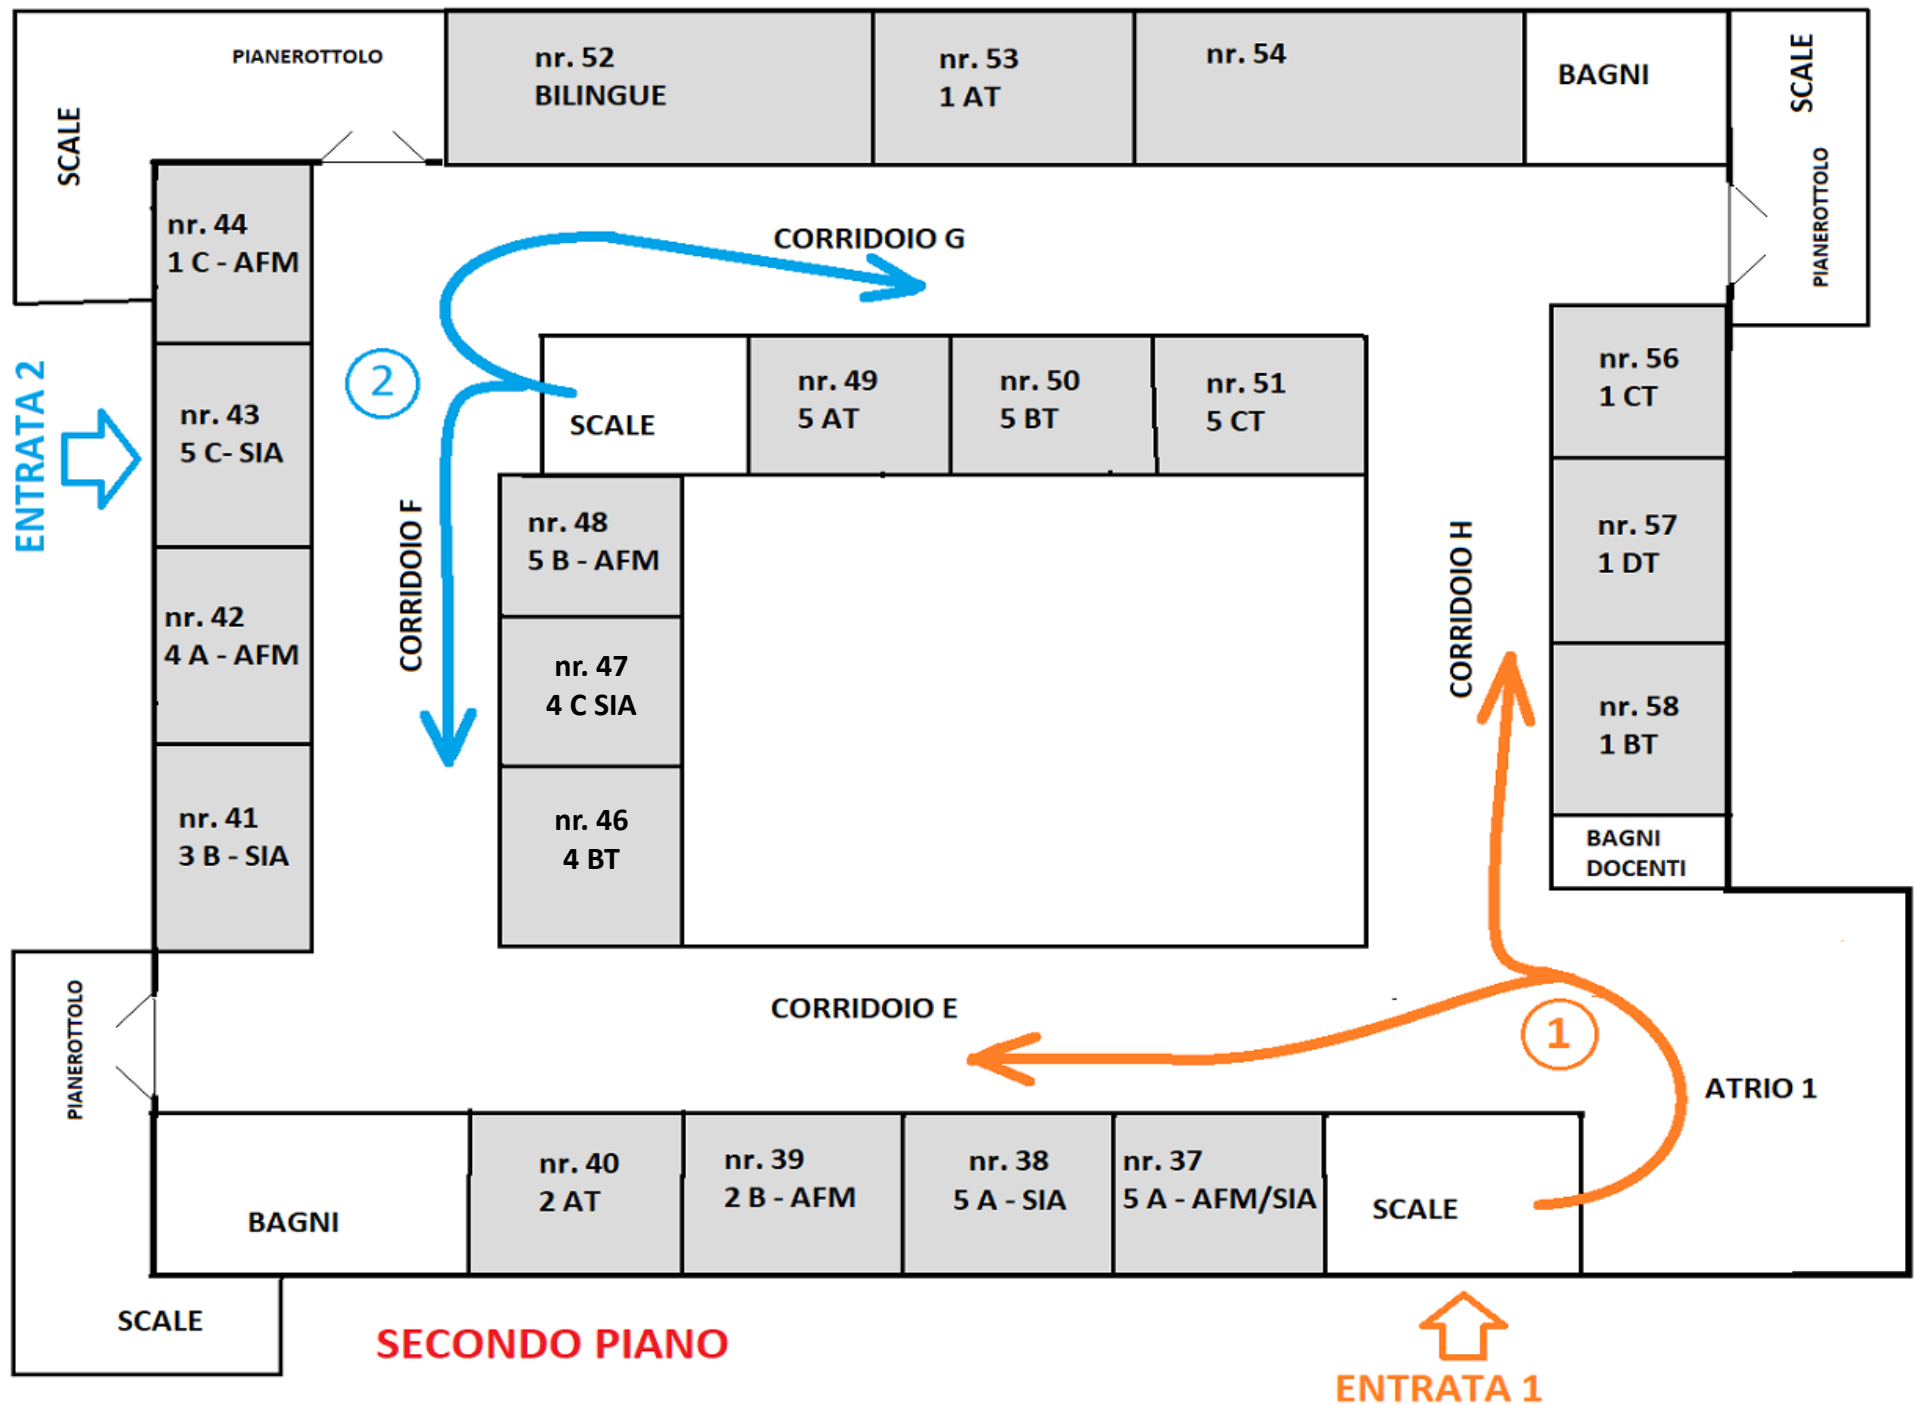 PIANEROTTOLO
SCALE
nr. 52
BILINGUE
nr. 53
1 AT
nr. 54
BAGNI
SCALE
PIANEROTTOLO
nr. 44
1 C - AFM
CORRIDOIO G
ENTRATA 2
nr. 43
5 C- SIA
2
SCALE
nr. 49
5 AT
nr. 50
5 BT
nr. 51
5 CT
nr. 56
1 CT
CORRIDOIO F
nr. 48
5 B - AFM
CORRIDOIO H
nr. 57
1 DT
nr. 42
4 A - AFM
nr. 47
4 C SIA
nr. 58
1 BT
nr. 41
3 B - SIA
nr. 46
4 BT
BAGNI
DOCENTI
PIANEROTTOLO
CORRIDOIO E
1
ATRIO 1
BAGNI
nr. 40
2 AT
nr. 39
2 B - AFM
nr. 38
5 A - SIA
nr. 37
5 A - AFM/SIA
SCALE
SCALE
SECONDO PIANO
ENTRATA 1